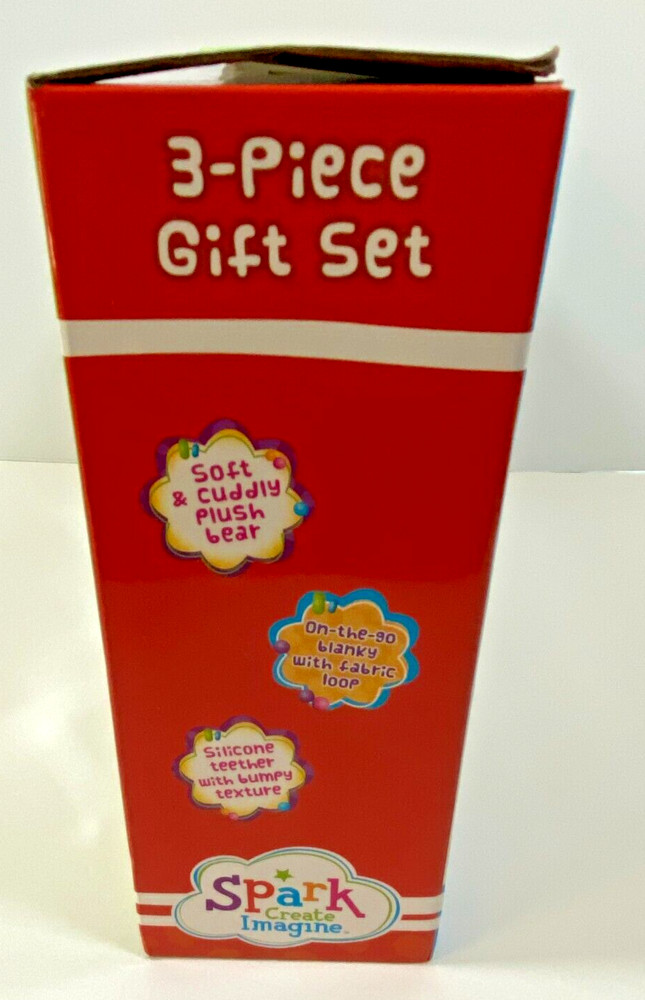 3-Piece
Gift Set
Soft
& cuddly
plush
bear
On-the-go
blanky
with fabric
loop
Silicone
teether
with bumpy
texture
Spark
Create
Imagine™